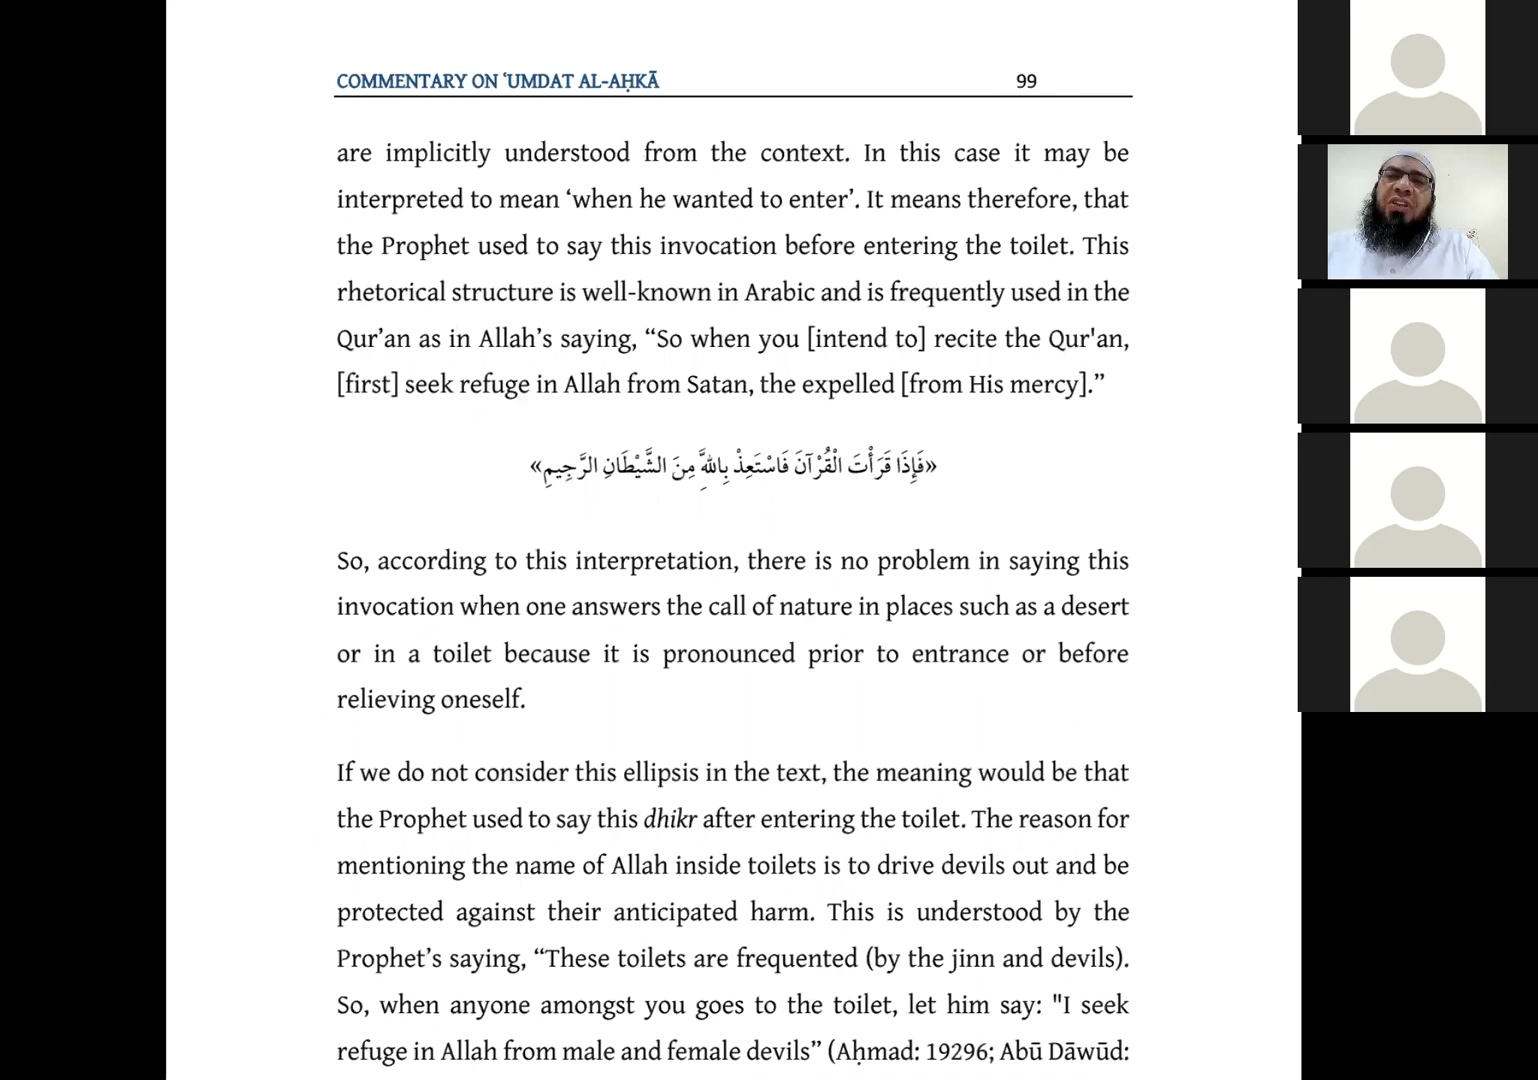 COMMENTARY ON ʿUMDAT AL-AḤKĀ 99
are implicitly understood from the context. In this case it may be
interpreted to mean ‘when he wanted to enter’. It means therefore, that
the Prophet used to say this invocation before entering the toilet. This
rhetorical structure is well-known in Arabic and is frequently used in the
Qur’an as in Allah’s saying, “So when you [intend to] recite the Qur'an,
[first] seek refuge in Allah from Satan, the expelled [from His mercy].”
«فَإِذَا قَرَأْتَ الْقُرْآنَ فَاسْتَعِذْ بِاللَّهِ مِنَ الشَّيْطَانِ الرَّجِيمِ»
So, according to this interpretation, there is no problem in saying this
invocation when one answers the call of nature in places such as a desert
or in a toilet because it is pronounced prior to entrance or before
relieving oneself.
If we do not consider this ellipsis in the text, the meaning would be that
the Prophet used to say this dhikr after entering the toilet. The reason for
mentioning the name of Allah inside toilets is to drive devils out and be
protected against their anticipated harm. This is understood by the
Prophet’s saying, “These toilets are frequented (by the jinn and devils).
So, when anyone amongst you goes to the toilet, let him say: "I seek
refuge in Allah from male and female devils” (Aḥmad: 19296; Abū Dāwūd: